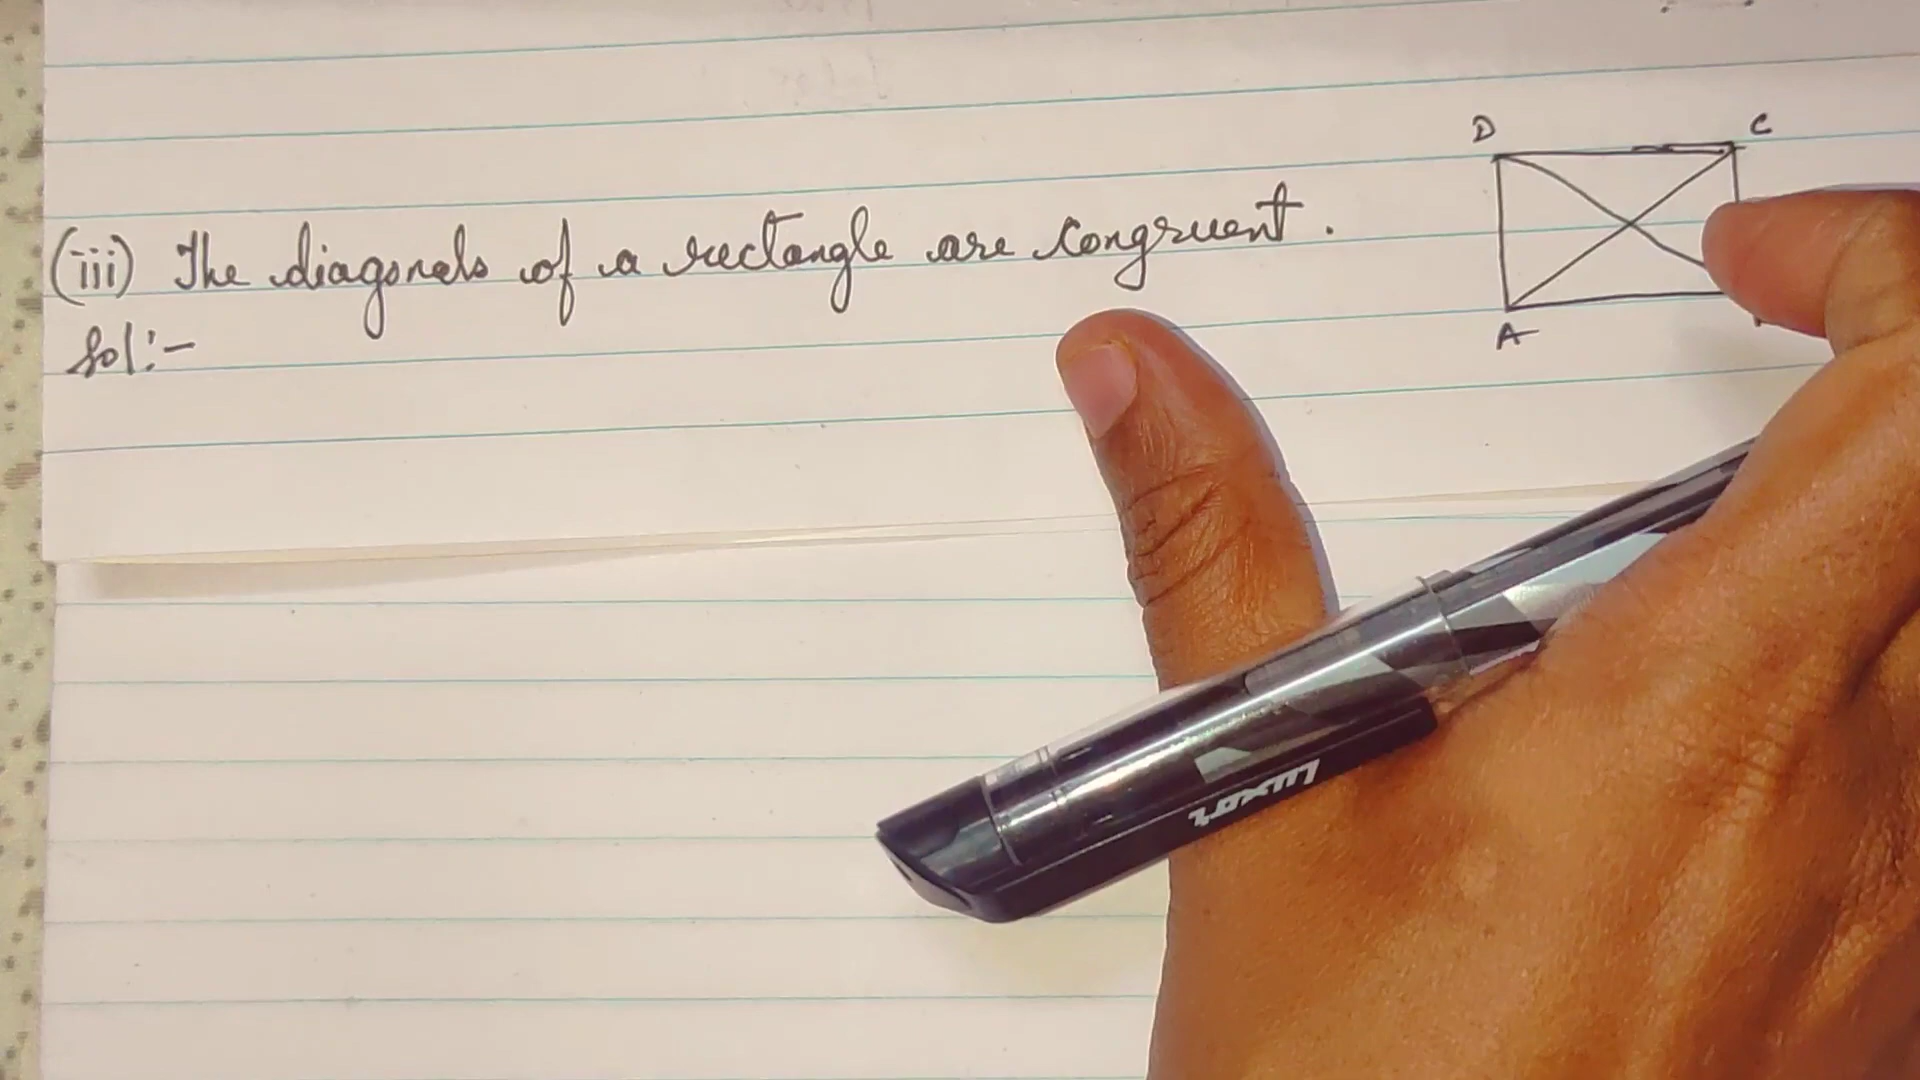 D C
(iii) The diagonals of a rectangle are congruent.
A
Sol:-
Luxor